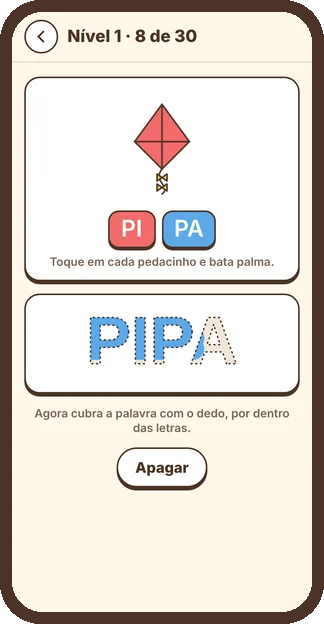 Nível 1 · 8 de 30
PI PA
Toque em cada pedacinho e bata palma.
PIPA
Agora cubra a palavra com o dedo, por dentro
das letras.
Apagar